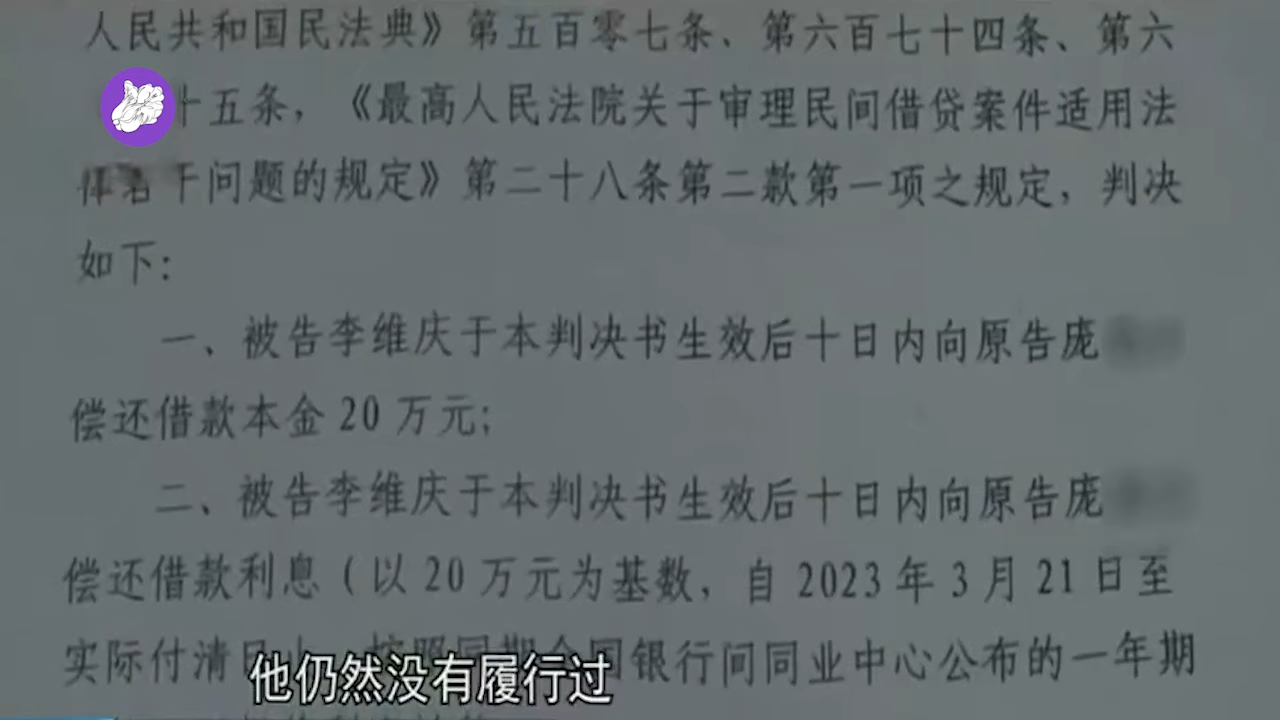 人民共和国民法典》第五百零七条、第六百七十四条、第六
十五条，《最高人民法院关于审理民间借贷案件适用法
律若干问题的规定》第二十八条第二款第一项之规定，判决
如下：
一、被告李维庆于本判决书生效后十日内向原告庞
偿还借款本金20万元；
二、被告李维庆于本判决书生效后十日内向原告庞
偿还借款利息（以20万元为基数，自2023年3月21日至
实际付清日 国银行间同业中心公布的一年期
他仍然没有履行过